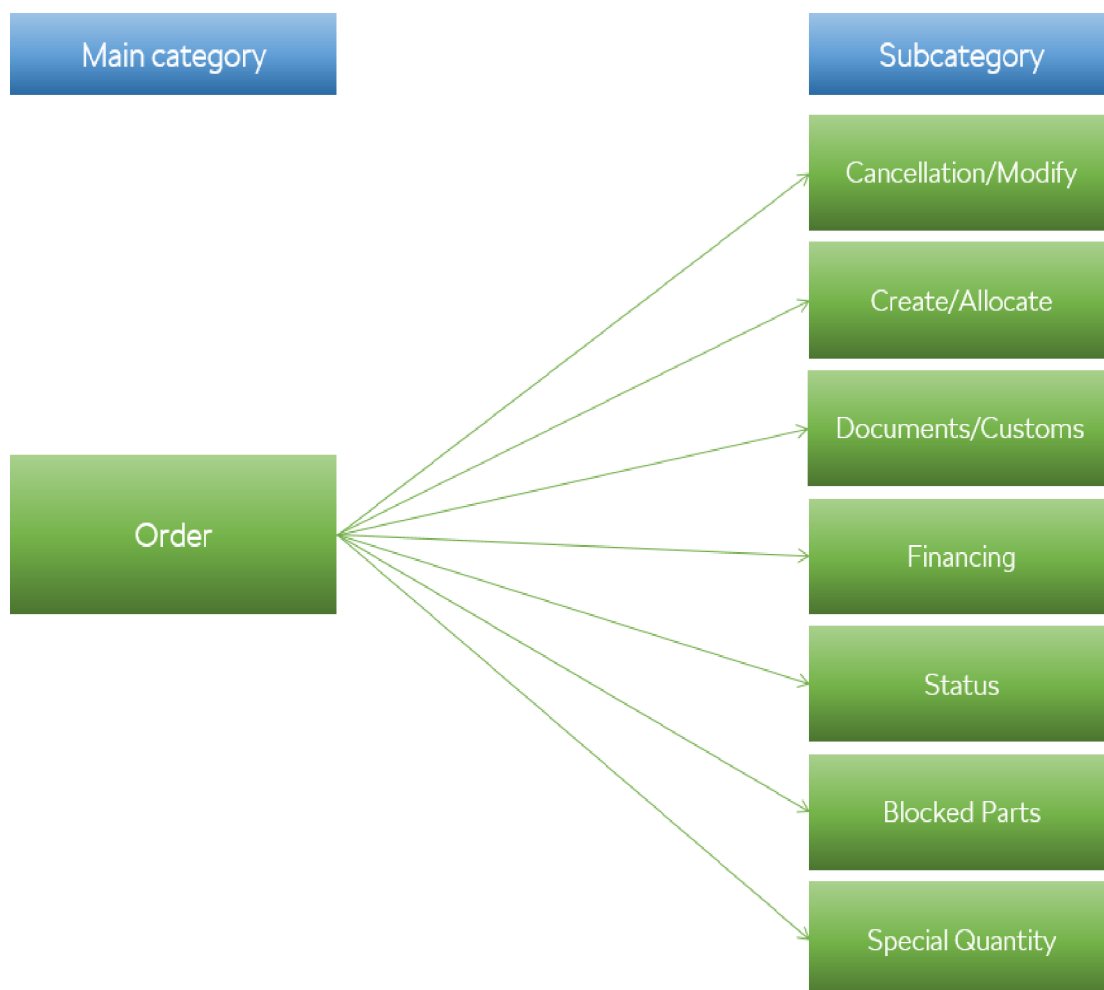 Main category
Subcategory
Cancellation/Modify
Create/Allocate
Documents/Customs
Order
Financing
Status
Blocked Parts
Special Quantity